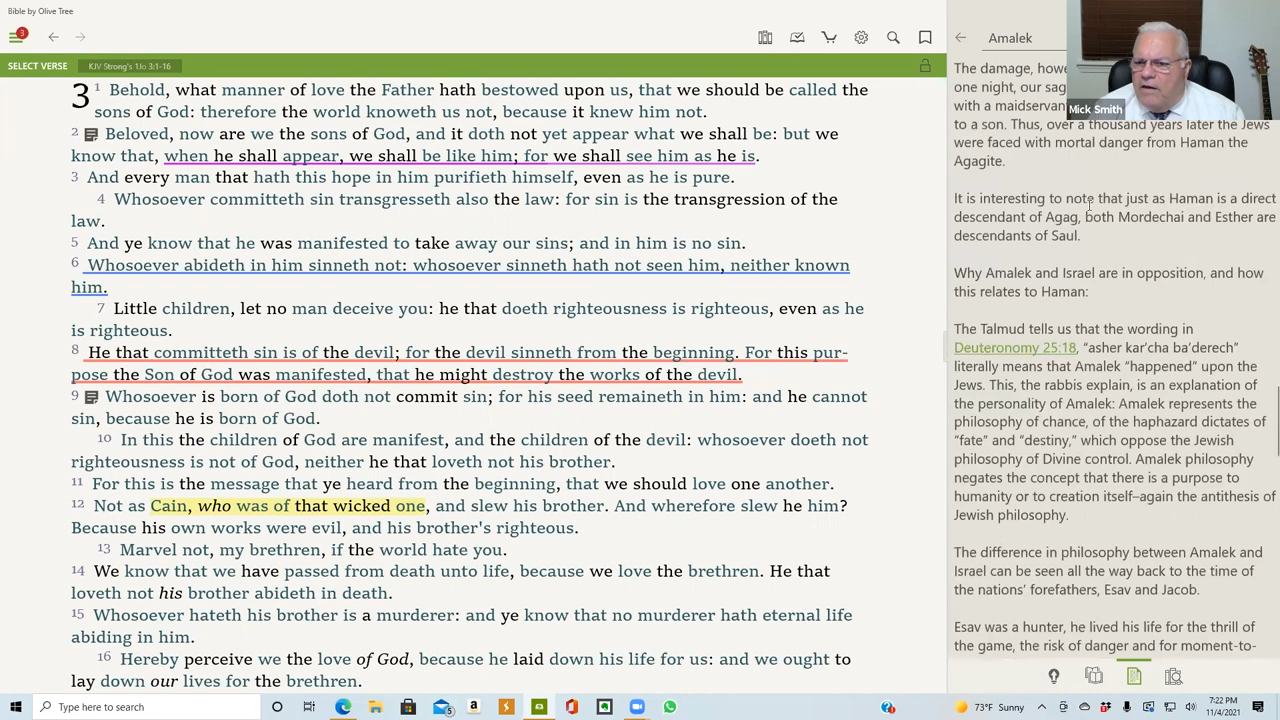 Bible by Olive Tree
3
SELECT VERSE
KJV Strong's 1Jo 3:1-16
3 1 Behold, what manner of love the Father hath bestowed upon us, that we should be called the
sons of God: therefore the world knoweth us not, because it knew him not.
2 Beloved, now are we the sons of God, and it doth not yet appear what we shall be: but we
know that, when he shall appear, we shall be like him; for we shall see him as he is.
3 And every man that hath this hope in him purifieth himself, even as he is pure.
4 Whosoever committeth sin transgresseth also the law: for sin is the transgression of the
law.
5 And ye know that he was manifested to take away our sins; and in him is no sin.
6 Whosoever abideth in him sinneth not: whosoever sinneth hath not seen him, neither known
him.
7 Little children, let no man deceive you: he that doeth righteousness is righteous, even as he
is righteous.
8 He that committeth sin is of the devil; for the devil sinneth from the beginning. For this pur-
pose the Son of God was manifested, that he might destroy the works of the devil.
9 Whosoever is born of God doth not commit sin; for his seed remaineth in him: and he cannot
sin, because he is born of God.
10 In this the children of God are manifest, and the children of the devil: whosoever doeth not
righteousness is not of God, neither he that loveth not his brother.
11 For this is the message that ye heard from the beginning, that we should love one another.
12 Not as Cain, who was of that wicked one, and slew his brother. And wherefore slew he him?
Because his own works were evil, and his brother's righteous.
13 Marvel not, my brethren, if the world hate you.
14 We know that we have passed from death unto life, because we love the brethren. He that
loveth not his brother abideth in death.
15 Whosoever hateth his brother is a murderer: and ye know that no murderer hath eternal life
abiding in him.
16 Hereby perceive we the love of God, because he laid down his life for us: and we ought to
lay down our lives for the brethren.
Amalek
The damage, howe
one night, our sag
with a maidservan
Mick Smith
to a son. Thus, over a thousand years later the Jews
were faced with mortal danger from Haman the
Agagite.
It is interesting to note that just as Haman is a direct
descendant of Agag, both Mordechai and Esther are
descendants of Saul.
Why Amalek and Israel are in opposition, and how
this relates to Haman:
The Talmud tells us that the wording in
Deuteronomy 25:18, “asher kar’cha ba’derech”
literally means that Amalek “happened” upon the
Jews. This, the rabbis explain, is an explanation of
the personality of Amalek: Amalek represents the
philosophy of chance, of the haphazard dictates of
“fate” and “destiny,” which oppose the Jewish
philosophy of Divine control. Amalek philosophy
negates the concept that there is a purpose to
humanity or to creation itself–again the antithesis of
Jewish philosophy.
The difference in philosophy between Amalek and
Israel can be seen all the way back to the time of
the nations’ forefathers, Esav and Jacob.
Esav was a hunter, he lived his life for the thrill of
the game, the risk of danger and for moment-to-
Type here to search
5
73°F Sunny
7:22 PM
11/4/2021